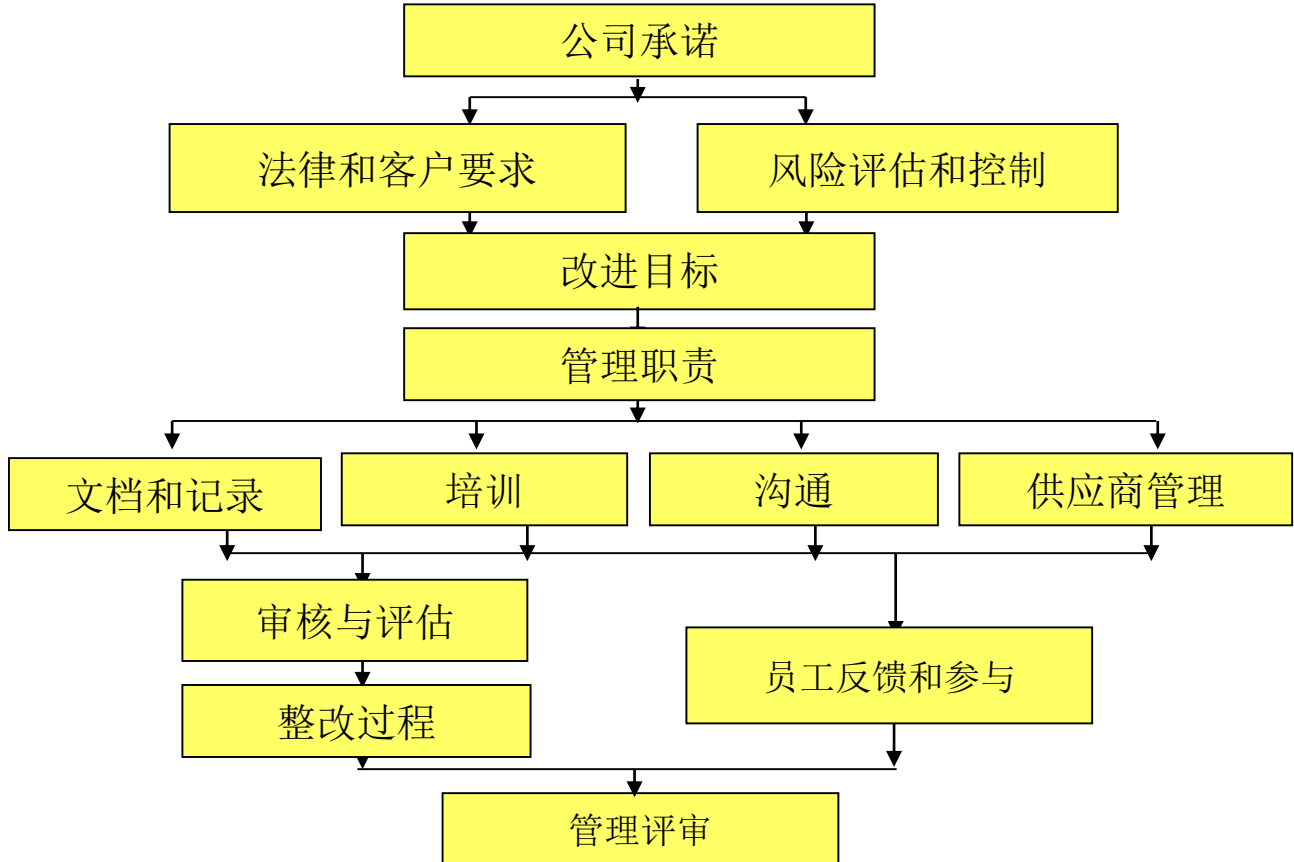 公司承诺
法律和客户要求
风险评估和控制
改进目标
管理职责
文档和记录
培训
沟通
供应商管理
审核与评估
员工反馈和参与
整改过程
管理评审